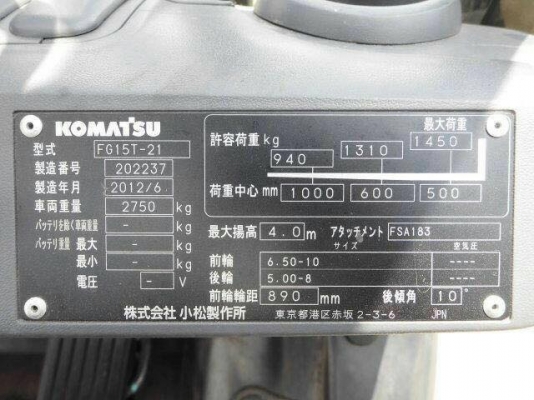 KOMATSU
型式 FG15T-21
製造番号 202237
製造年月 2012/6
車両重量 2750 kg
バッテリを除く車両重量 - kg
バッテリ重量 最大 - kg
最小 - kg
電圧 - V
最大荷重
許容荷重 kg 940 1310 1450
荷重中心 mm 1000 600 500
最大揚高 4.0 m アタッチメント FSA183
サイズ 空気圧
前輪 6.50-10 ----
後輪 5.00-8 ----
前輪輪距 890 mm 後傾角 10°
株式会社 小松製作所 東京都港区赤坂 2-3-6 JPN